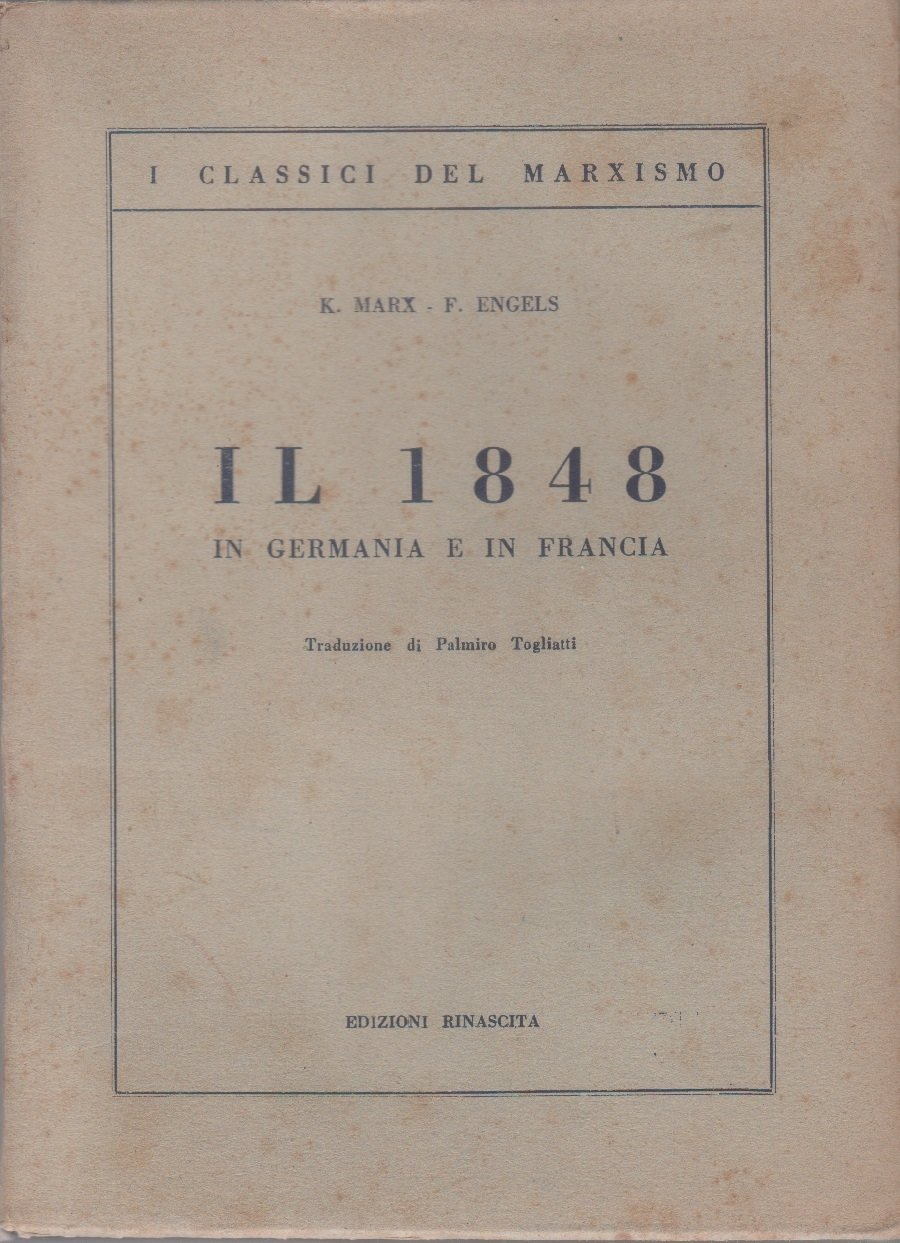 I CLASSICI DEL MARXISMO
K. MARX - F. ENGELS
IL 1848
IN GERMANIA E IN FRANCIA
Traduzione di Palmiro Togliatti
EDIZIONI RINASCITA